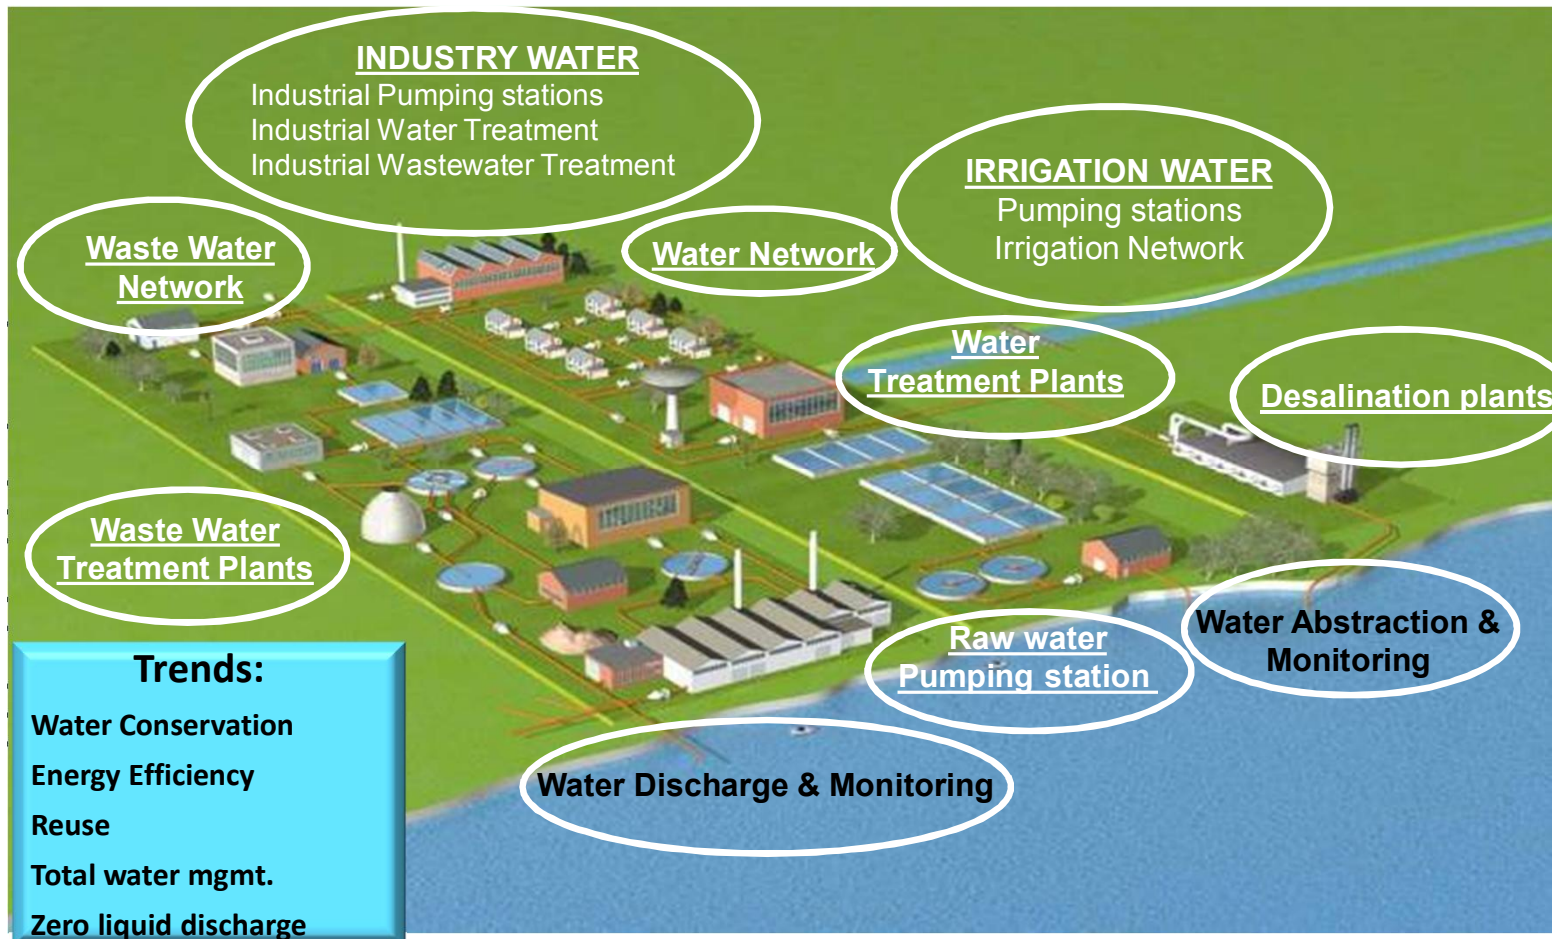 INDUSTRY WATER
Industrial Pumping stations
Industrial Water Treatment
Industrial Wastewater Treatment
IRRIGATION WATER
Pumping stations
Irrigation Network
Waste Water
Network
Water Network
Water
Treatment Plants
Desalination plants
Waste Water
Treatment Plants
Raw water
Pumping station
Water Abstraction &
Monitoring
Water Discharge & Monitoring
Trends:
Water Conservation
Energy Efficiency
Reuse
Total water mgmt.
Zero liquid discharge